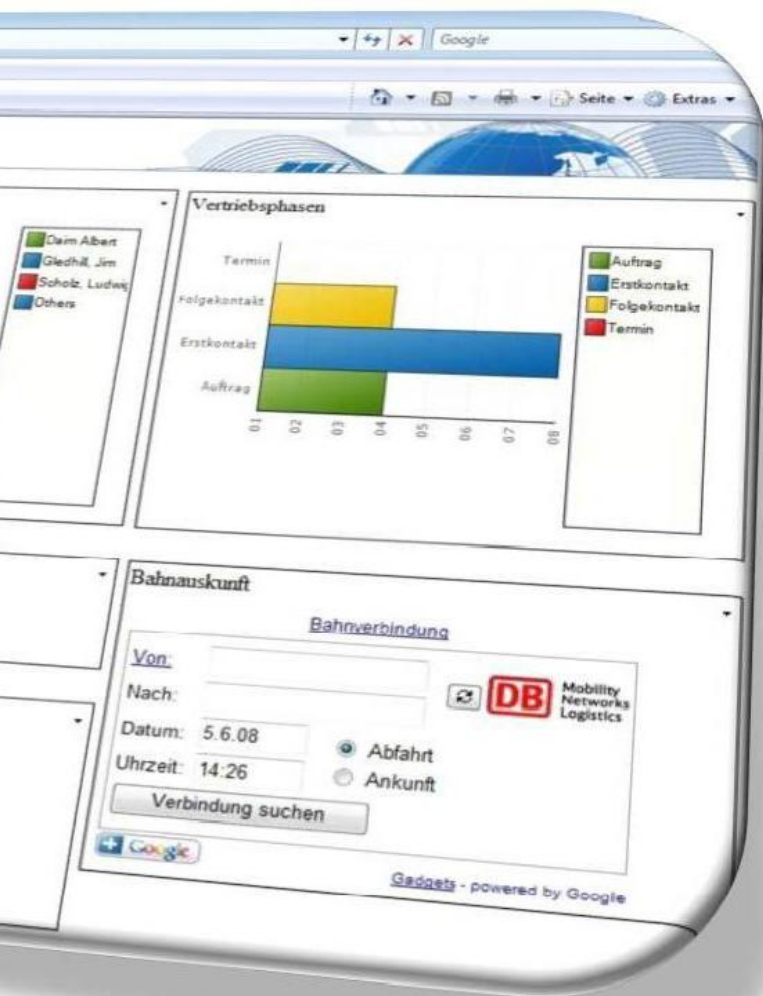 Google
Seite
Extras
Daim Albert
Gledhill, Jim
Scholz, Ludwig
Others
Vertriebsphasen
Termin
Folgekontakt
Erstkontakt
Auftrag
01 02 03 04 05 06 07 08
Auftrag
Erstkontakt
Folgekontakt
Termin
Bahnauskunft
Bahnverbindung
Von:
Nach:
Datum: 5.6.08
Uhrzeit: 14:26
Abfahrt
Ankunft
Verbindung suchen
DB
Mobility
Networks
Logistics
Google
Gadgets - powered by Google